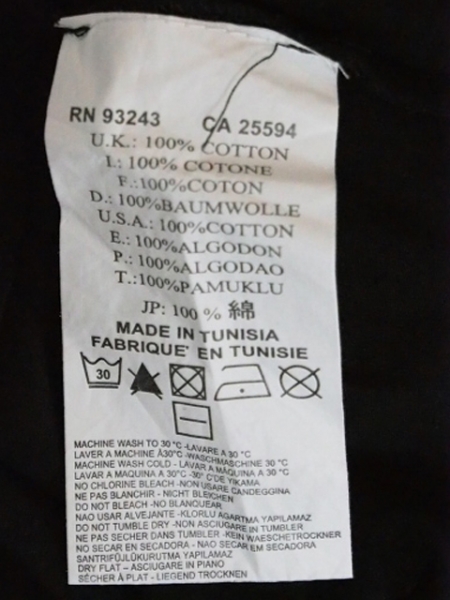 RN 93243 CA 25594
U.K.: 100% COTTON
I.: 100% COTONE
F.:100%COTON
D.: 100%BAUMWOLLE
U.S.A.: 100%COTTON
E.: 100%ALGODON
P.: 100%ALGODAO
T.:100%PAMUKLU
JP: 100 % 綿
MADE IN TUNISIA
FABRIQUE' EN TUNISIE
30
MACHINE WASH TO 30 °C -LAVARE A 30 °C
LAVER A MACHINE À30°C -WASCHMASCHINE 30 °C
MACHINE WASH COLD - LAVAR A MÁQUINA A 30 °C
LAVAR A MAQUINA A 30°C -30° C'DE YIKAMA
NO CHLORINE BLEACH -NON USARE CANDEGGINA
NE PAS BLANCHIR - NICHT BLEICHEN
DO NOT BLEACH -NO BLANQUEAR
NAO USAR ALVEJANTE -KLORLU AGARTMA YAPILAMAZ
DO NOT TUMBLE DRY -NON ASCIUGARE IN TUMBLER
NE PAS SECHER DANS TUMBLER -KEIN WAESCHETROCKNER
NO SECAR EN SECADORA - NAO SECAR EM SECADORA
SANTRIFÜJLÜKURUTMA YAPILAMAZ
DRY FLAT – ASCIUGARE IN PIANO
SÉCHER À PLAT - LIEGEND TROCKNEN